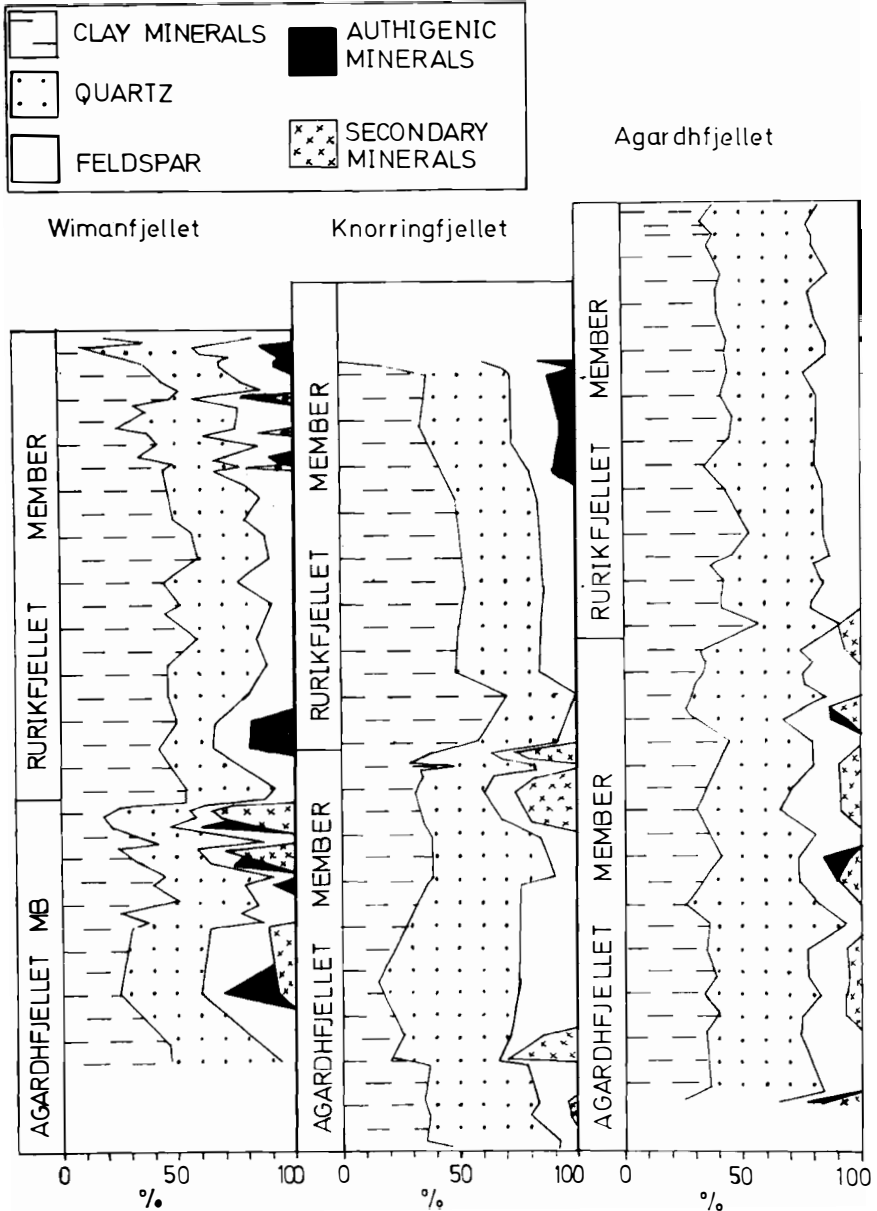 CLAY MINERALS
QUARTZ
FELDSPAR
AUTHIGENIC
MINERALS
SECONDARY
MINERALS
Agardhfjellet
Wimanfjellet
Knorringfjellet
RURIKFJELLET MEMBER
AGARDHFJELLET MB
RURIKFJELLET MEMBER
AGARDHFJELLET MEMBER
RURIKFJELLET MEMBER
AGARDHFJELLET MEMBER
0 50 100
%
0 50 100
%
0 50 100
%